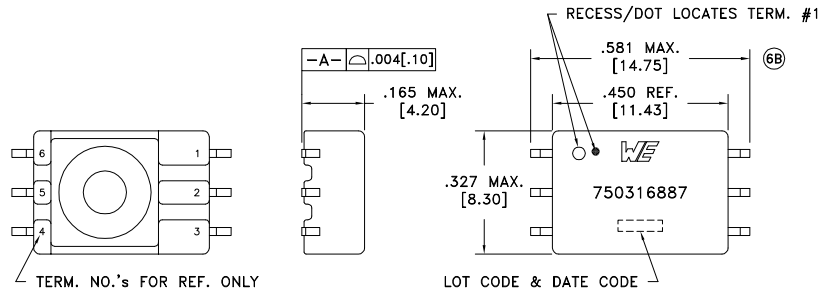 RECESS/DOT LOCATES TERM. #1
-A- ⌓ .004[.10]
.581 MAX.
[14.75]
6B
.165 MAX.
[4.20]
.450 REF.
[11.43]
6
1
5
2
4
3
.327 MAX.
[8.30]
WE
750316887
TERM. NO.'s FOR REF. ONLY
LOT CODE & DATE CODE